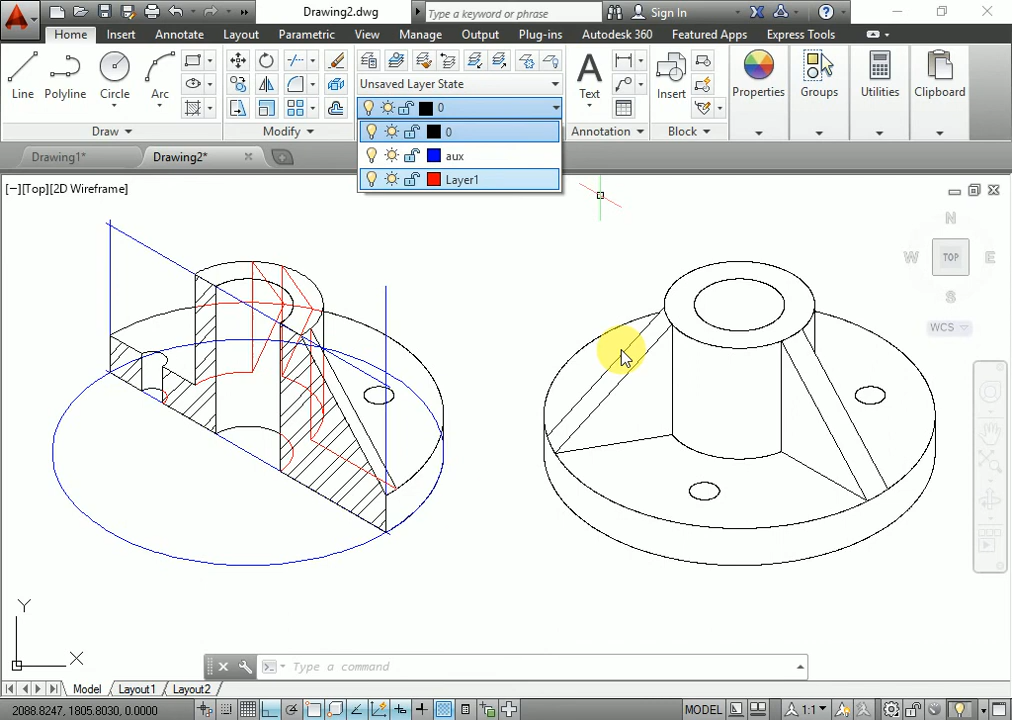 Drawing2.dwg
Type a keyword or phrase
Sign In
Home
Insert
Annotate
Layout
Parametric
View
Manage
Output
Plug-ins
Autodesk 360
Featured Apps
Express Tools
Line
Polyline
Circle
Arc
Draw
Modify
Unsaved Layer State
0
0
aux
Layer1
Text
Annotation
Insert
Block
Properties
Groups
Utilities
Clipboard
Drawing1*
Drawing2*
[−][Top][2D Wireframe]
N
W
TOP
E
S
WCS
Y
X
Type a command
Model
Layout1
Layout2
2088.8247, 1805.8030, 0.0000
MODEL
1:1